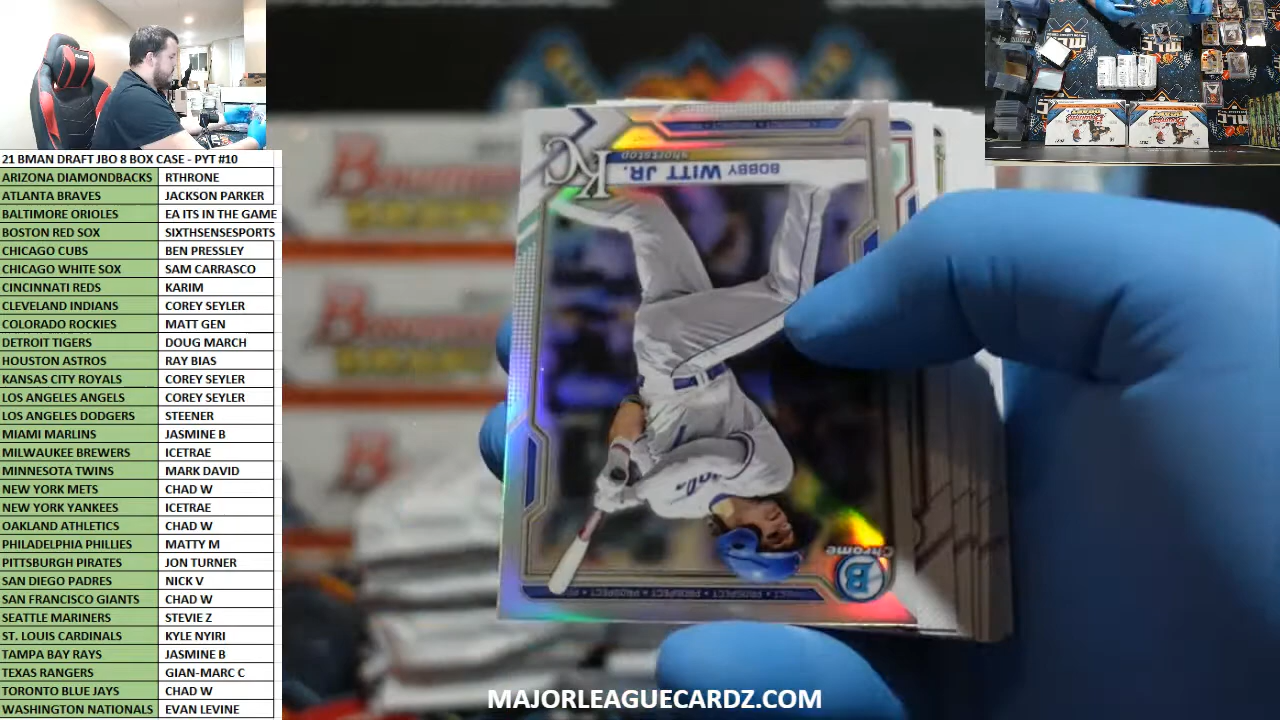 21 BMAN DRAFT JBO 8 BOX CASE - PYT #10
ARIZONA DIAMONDBACKS RTHRONE
ATLANTA BRAVES JACKSON PARKER
BALTIMORE ORIOLES EA ITS IN THE GAME
BOSTON RED SOX SIXTHSENSESPORTS
CHICAGO CUBS BEN PRESSLEY
CHICAGO WHITE SOX SAM CARRASCO
CINCINNATI REDS KARIM
CLEVELAND INDIANS COREY SEYLER
COLORADO ROCKIES MATT GEN
DETROIT TIGERS DOUG MARCH
HOUSTON ASTROS RAY BIAS
KANSAS CITY ROYALS COREY SEYLER
LOS ANGELES ANGELS COREY SEYLER
LOS ANGELES DODGERS STEENER
MIAMI MARLINS JASMINE B
MILWAUKEE BREWERS ICETRAE
MINNESOTA TWINS MARK DAVID
NEW YORK METS CHAD W
NEW YORK YANKEES ICETRAE
OAKLAND ATHLETICS CHAD W
PHILADELPHIA PHILLIES MATTY M
PITTSBURGH PIRATES JON TURNER
SAN DIEGO PADRES NICK V
SAN FRANCISCO GIANTS CHAD W
SEATTLE MARINERS STEVIE Z
ST. LOUIS CARDINALS KYLE NYIRI
TAMPA BAY RAYS JASMINE B
TEXAS RANGERS GIAN-MARC C
TORONTO BLUE JAYS CHAD W
WASHINGTON NATIONALS EVAN LEVINE
KC
shortstop
BOBBY WITT JR.
Chrome
B
PROSPECT • PROSPECT • PROSPECT
MAJORLEAGUECARDZ.COM